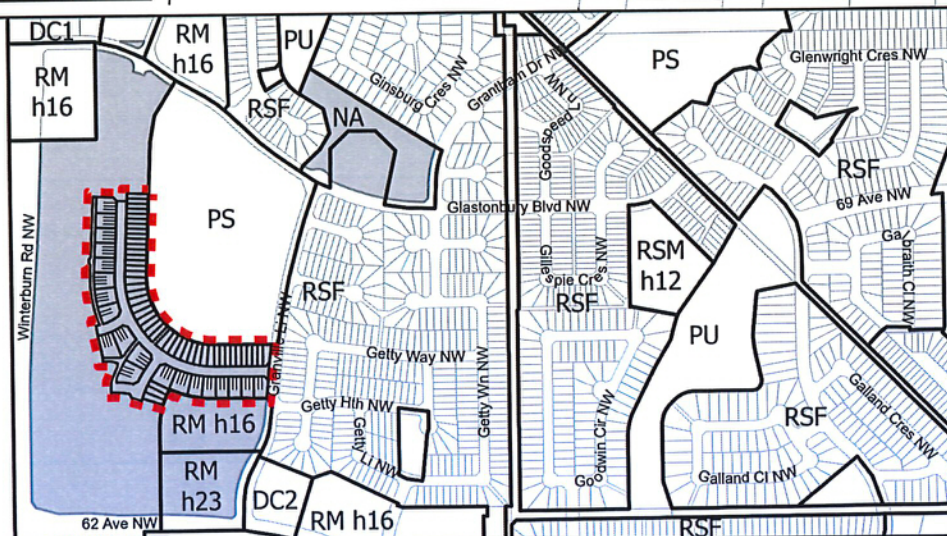 DC1
RM
h16
PU
PS
Glenwright Cres NW
RM
h16
Ginsburg Cres NW
Grantham Dr NW
RSF
NA
Goodspeed Ln NW
RSF
69 Ave NW
Glastonbury Blvd NW
PS
Winterburn Rd NW
RSM
h12
Galbraith Cl NW
Gillespie Cres NW
RSF
RSF
Granville Li NW
PU
Getty Way NW
Getty Wn NW
Getty Hth NW
Getty Li NW
Goodwin Cir NW
RSF
Galland Cres NW
RM h16
Galland Cl NW
RM
h23
DC2
RM h16
62 Ave NW
RSF